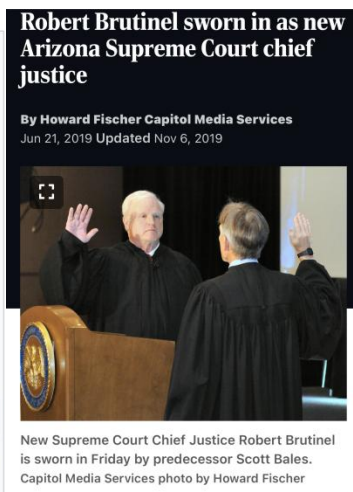 Robert Brutinel sworn in as new
Arizona Supreme Court chief
justice
By Howard Fischer Capitol Media Services
Jun 21, 2019 Updated Nov 6, 2019
New Supreme Court Chief Justice Robert Brutinel
is sworn in Friday by predecessor Scott Bales.
Capitol Media Services photo by Howard Fischer